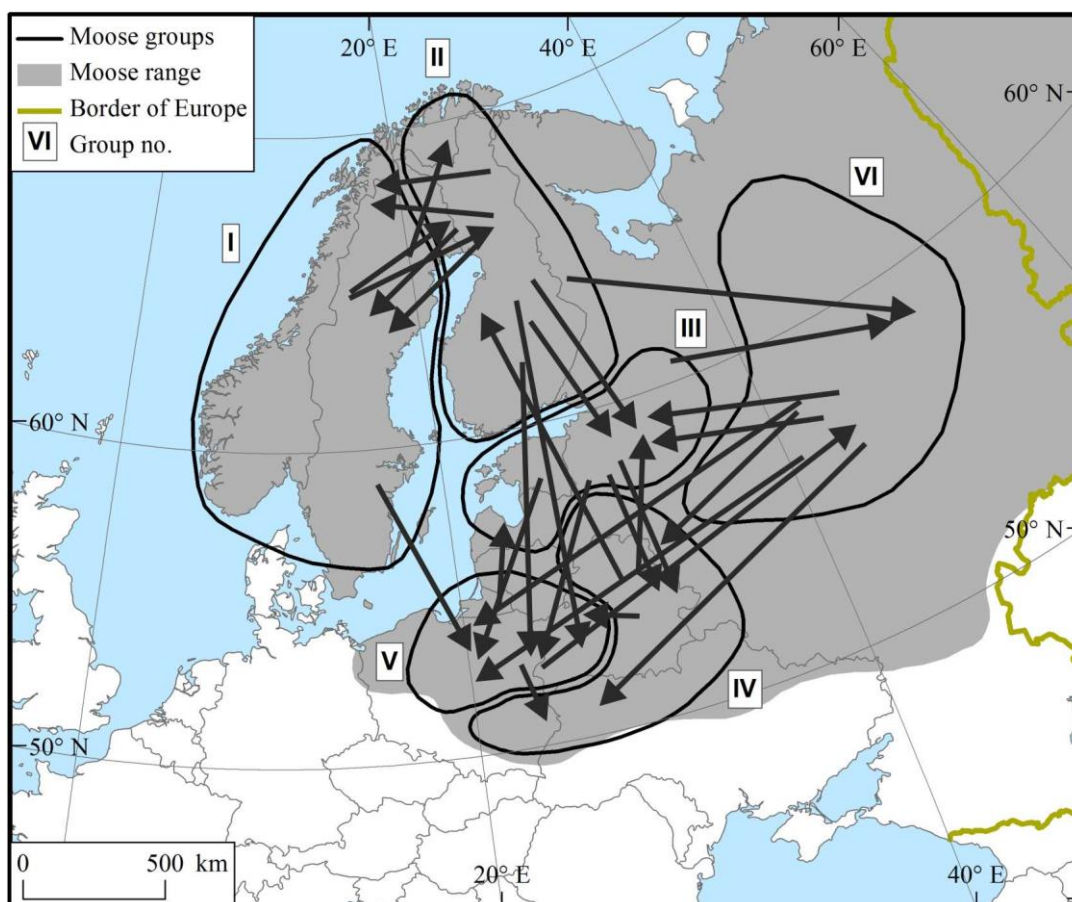 Moose groups
Moose range
Border of Europe
VI Group no.
20° E
II
40° E
60° E
60° N
VI
I
III
60° N
50° N
V
IV
50° N
0 500 km
20° E
40° E